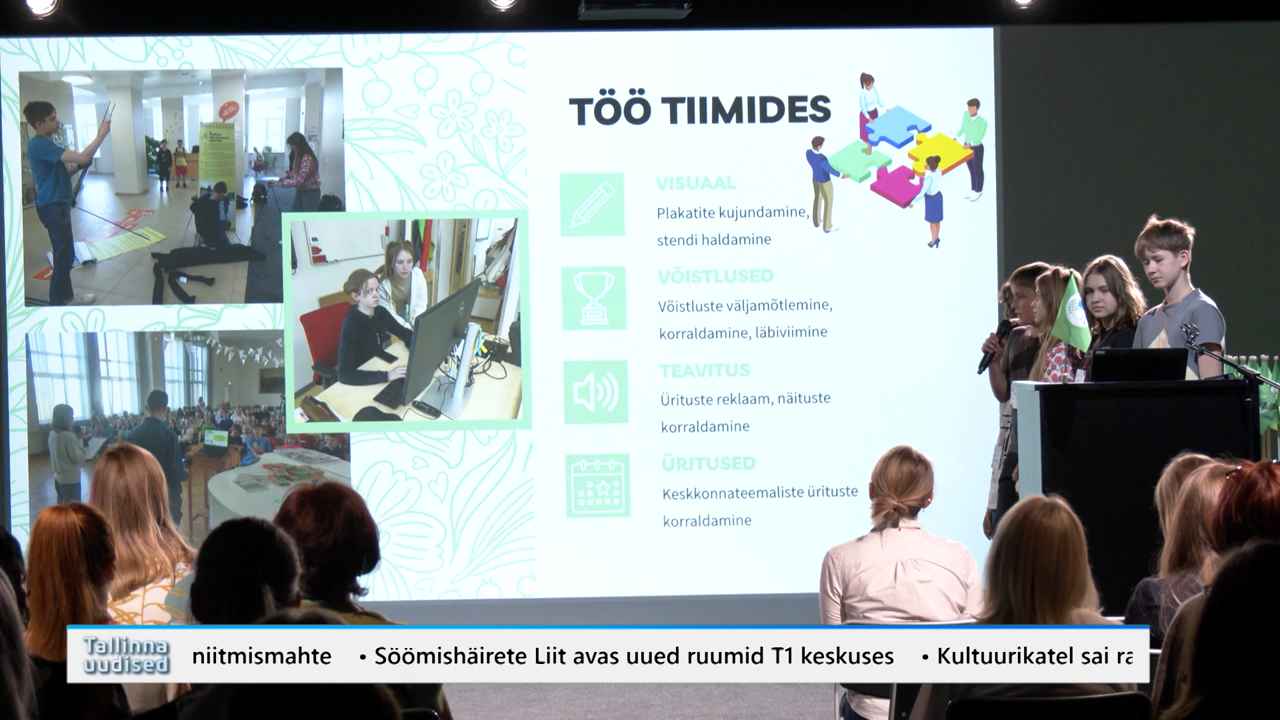 TÖÖ TIIMIDES
VISUAAL
Plakatite kujundamine,
stendi haldamine
VÕISTLUSED
Võistluste väljamõtlemine,
korraldamine, läbiviimine
TEAVITUS
Ürituste reklaam, näituste
korraldamine
ÜRITUSED
Keskkonnateemaliste ürituste
korraldamine
Tallinna
uudised
niitmismahte • Söömishäirete Liit avas uued ruumid T1 keskuses • Kultuurikatel sai ra